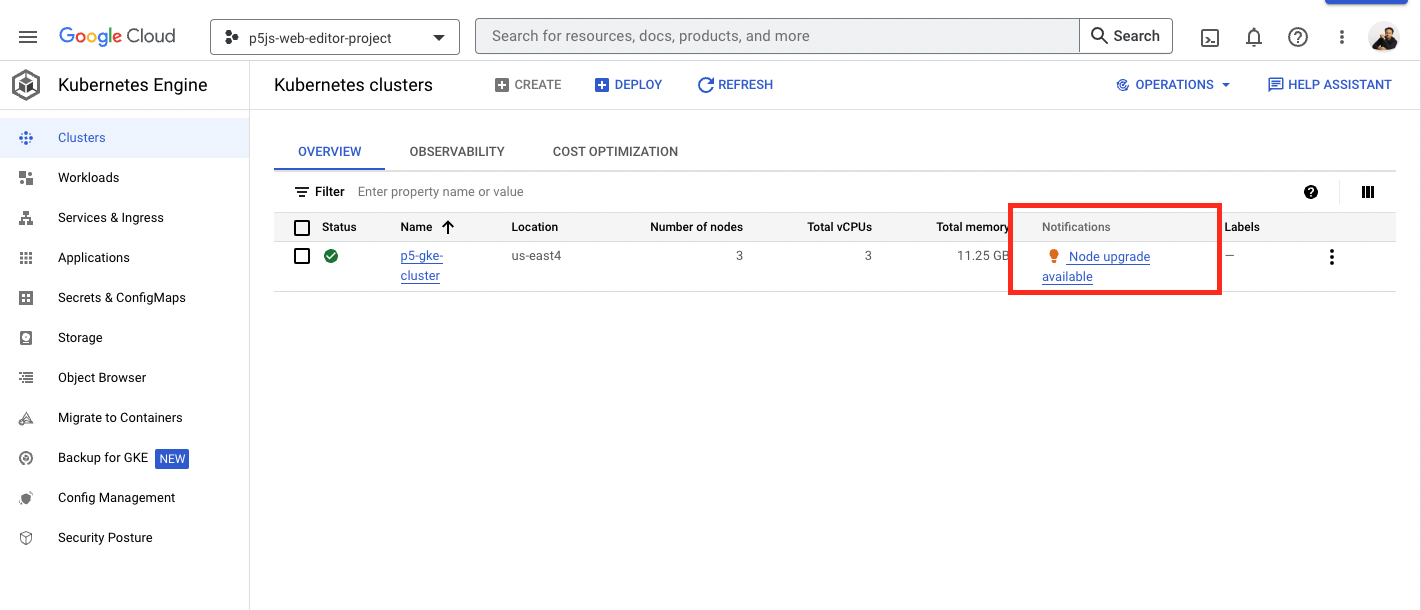 Google Cloud
p5js-web-editor-project
Search for resources, docs, products, and more
Search
Kubernetes Engine
Kubernetes clusters
CREATE
DEPLOY
REFRESH
OPERATIONS
HELP ASSISTANT
Clusters
Workloads
Services & Ingress
Applications
Secrets & ConfigMaps
Storage
Object Browser
Migrate to Containers
Backup for GKE NEW
Config Management
Security Posture
OVERVIEW
OBSERVABILITY
COST OPTIMIZATION
Filter Enter property name or value
Status Name Location Number of nodes Total vCPUs Total memory Notifications Labels
p5-gke- us-east4 3 3 11.25 GB Node upgrade —
cluster available